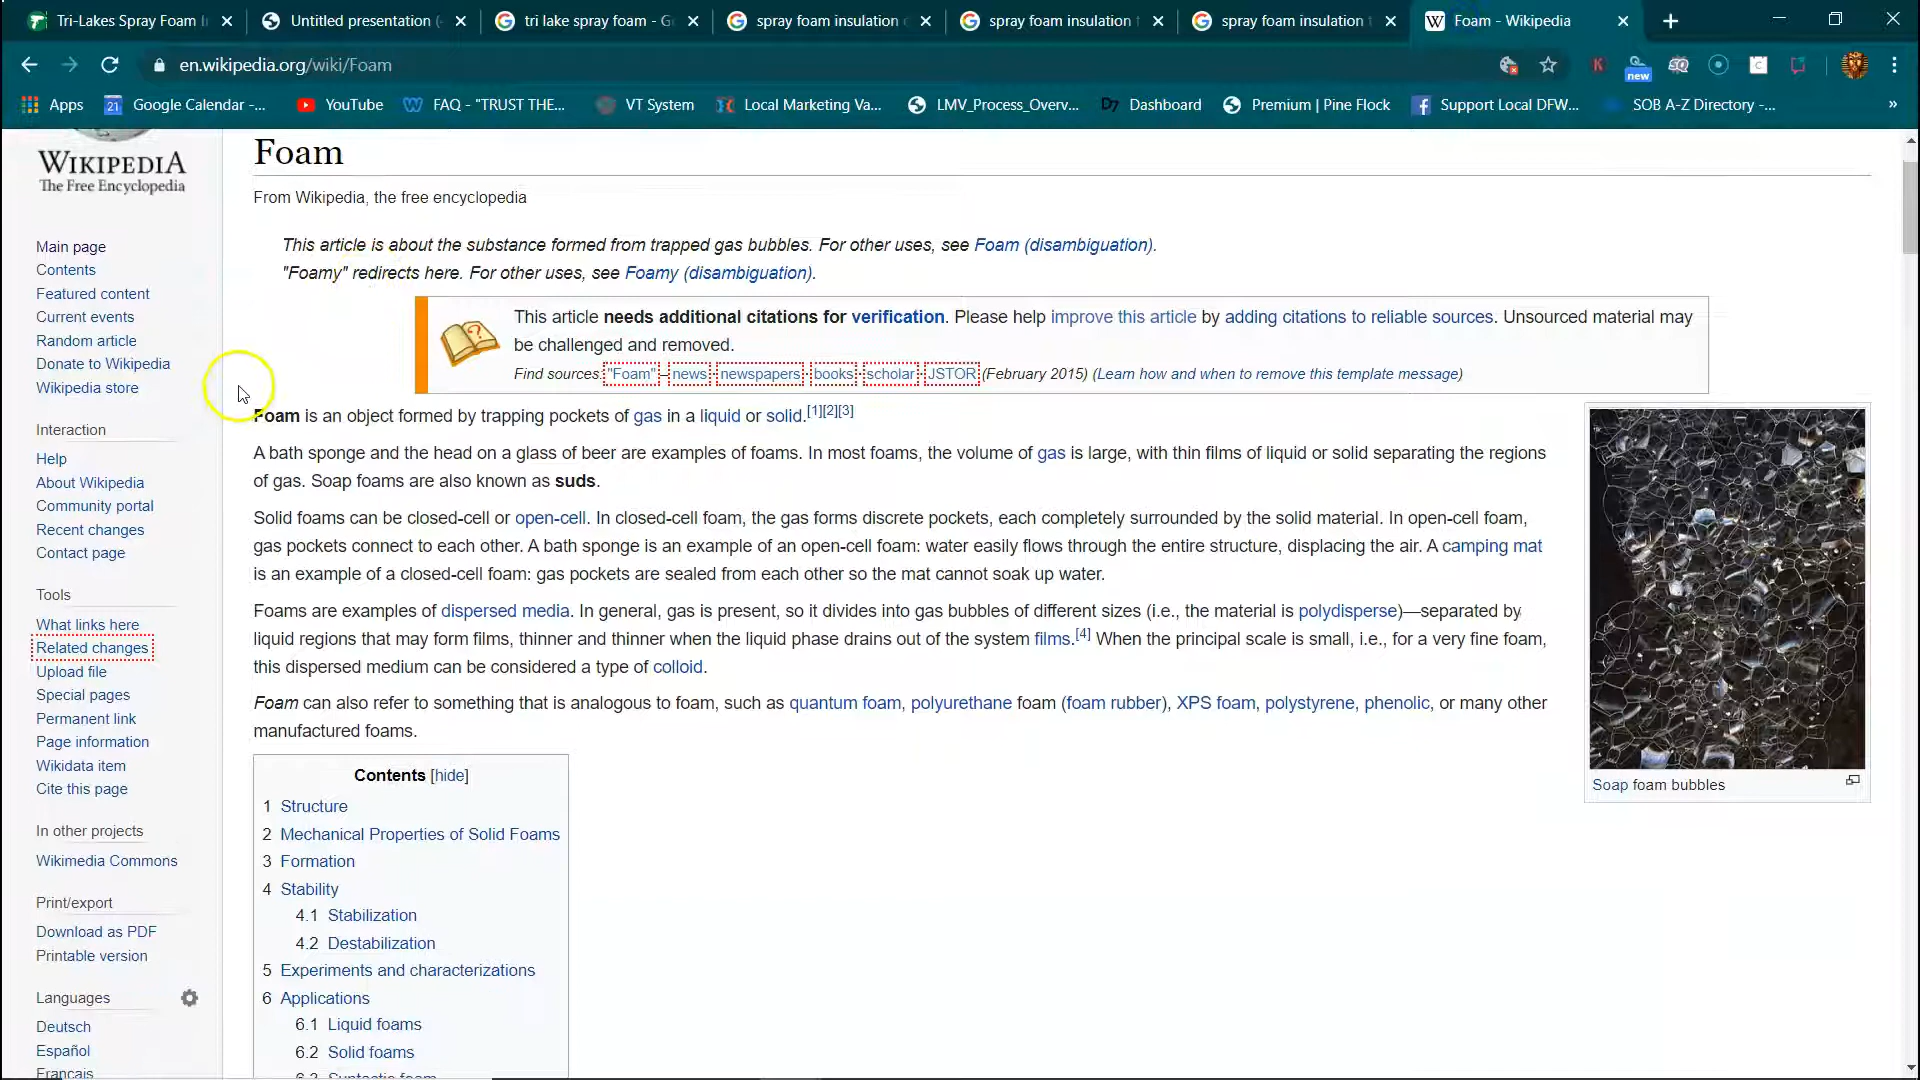 Tri-Lakes Spray Foam I
Untitled presentation (
tri lake spray foam - G
spray foam insulation
spray foam insulation
spray foam insulation
Foam - Wikipedia
en.wikipedia.org/wiki/Foam
new
Apps
21
Google Calendar -...
YouTube
FAQ - "TRUST THE...
VT System
Local Marketing Va...
LMV_Process_Overv...
Dashboard
Premium | Pine Flock
Support Local DFW...
SOB A-Z Directory -...
»
WIKIPEDIA
The Free Encyclopedia
Main page
Contents
Featured content
Current events
Random article
Donate to Wikipedia
Wikipedia store
Interaction
Help
About Wikipedia
Community portal
Recent changes
Contact page
Tools
What links here
Related changes
Upload file
Special pages
Permanent link
Page information
Wikidata item
Cite this page
In other projects
Wikimedia Commons
Print/export
Download as PDF
Printable version
Languages
Deutsch
Español
Français
Foam
From Wikipedia, the free encyclopedia
This article is about the substance formed from trapped gas bubbles. For other uses, see Foam (disambiguation).
"Foamy" redirects here. For other uses, see Foamy (disambiguation).
This article needs additional citations for verification. Please help improve this article by adding citations to reliable sources. Unsourced material may
be challenged and removed.
Find sources: "Foam" – news · newspapers · books · scholar · JSTOR (February 2015) (Learn how and when to remove this template message)
Foam is an object formed by trapping pockets of gas in a liquid or solid.[1][2][3]
A bath sponge and the head on a glass of beer are examples of foams. In most foams, the volume of gas is large, with thin films of liquid or solid separating the regions
of gas. Soap foams are also known as suds.
Solid foams can be closed-cell or open-cell. In closed-cell foam, the gas forms discrete pockets, each completely surrounded by the solid material. In open-cell foam,
gas pockets connect to each other. A bath sponge is an example of an open-cell foam: water easily flows through the entire structure, displacing the air. A camping mat
is an example of a closed-cell foam: gas pockets are sealed from each other so the mat cannot soak up water.
Foams are examples of dispersed media. In general, gas is present, so it divides into gas bubbles of different sizes (i.e., the material is polydisperse)—separated by
liquid regions that may form films, thinner and thinner when the liquid phase drains out of the system films.[4] When the principal scale is small, i.e., for a very fine foam,
this dispersed medium can be considered a type of colloid.
Foam can also refer to something that is analogous to foam, such as quantum foam, polyurethane foam (foam rubber), XPS foam, polystyrene, phenolic, or many other
manufactured foams.
Soap foam bubbles
Contents [hide]
1 Structure
2 Mechanical Properties of Solid Foams
3 Formation
4 Stability
4.1 Stabilization
4.2 Destabilization
5 Experiments and characterizations
6 Applications
6.1 Liquid foams
6.2 Solid foams
6.3 Syntactic foam